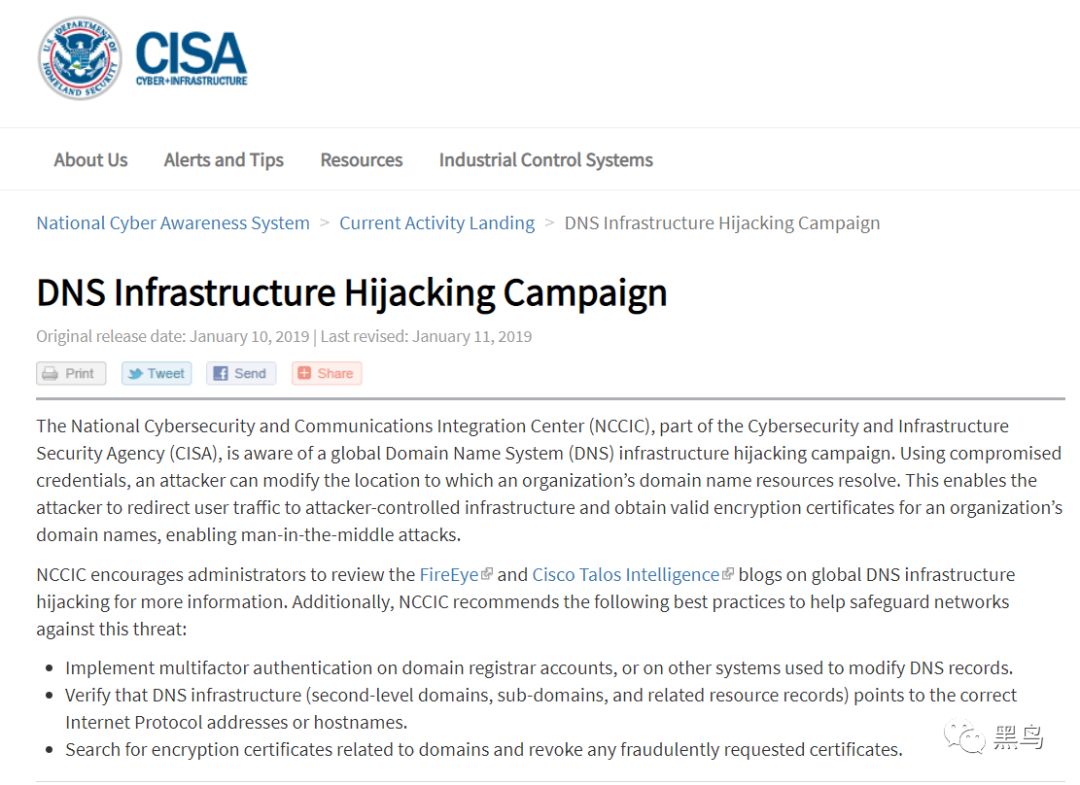 U.S. DEPARTMENT OF
HOMELAND SECURITY
CISA
CYBER+INFRASTRUCTURE
About Us Alerts and Tips Resources Industrial Control Systems
National Cyber Awareness System > Current Activity Landing > DNS Infrastructure Hijacking Campaign
DNS Infrastructure Hijacking Campaign
Original release date: January 10, 2019 | Last revised: January 11, 2019
Print Tweet Send Share
The National Cybersecurity and Communications Integration Center (NCCIC), part of the Cybersecurity and Infrastructure
Security Agency (CISA), is aware of a global Domain Name System (DNS) infrastructure hijacking campaign. Using compromised
credentials, an attacker can modify the location to which an organization’s domain name resources resolve. This enables the
attacker to redirect user traffic to attacker-controlled infrastructure and obtain valid encryption certificates for an organization’s
domain names, enabling man-in-the-middle attacks.
NCCIC encourages administrators to review the FireEye and Cisco Talos Intelligence blogs on global DNS infrastructure
hijacking for more information. Additionally, NCCIC recommends the following best practices to help safeguard networks
against this threat:
• Implement multifactor authentication on domain registrar accounts, or on other systems used to modify DNS records.
• Verify that DNS infrastructure (second-level domains, sub-domains, and related resource records) points to the correct
Internet Protocol addresses or hostnames.
• Search for encryption certificates related to domains and revoke any fraudulently requested certificates.
黑鸟